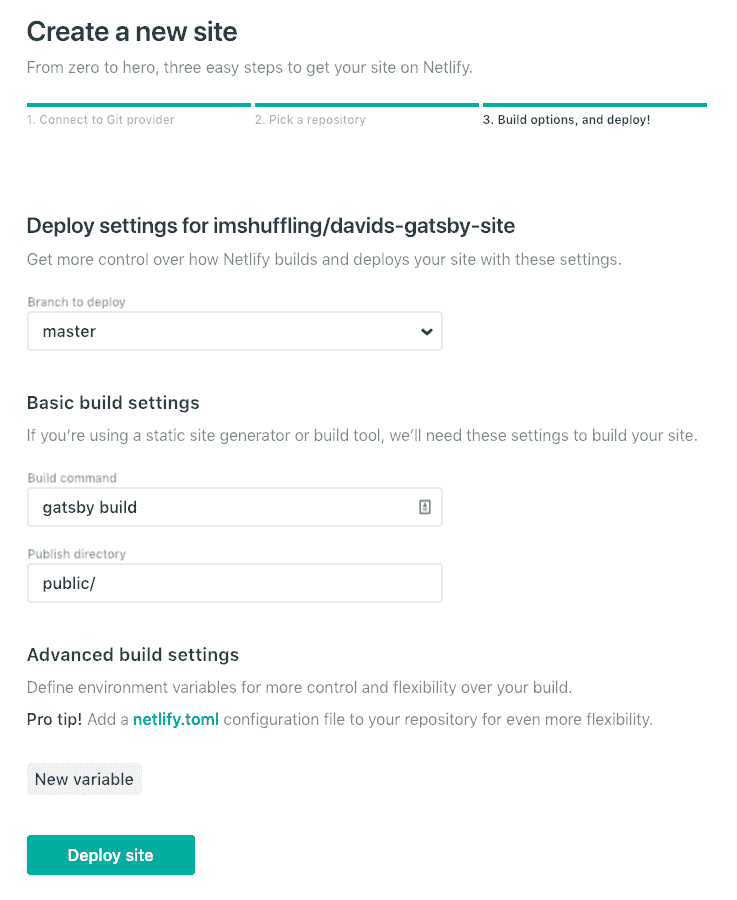 Create a new site
From zero to hero, three easy steps to get your site on Netlify.
1. Connect to Git provider
2. Pick a repository
3. Build options, and deploy!
Deploy settings for imshuffling/davids-gatsby-site
Get more control over how Netlify builds and deploys your site with these settings.
Branch to deploy
master
Basic build settings
If you’re using a static site generator or build tool, we’ll need these settings to build your site.
Build command
gatsby build
Publish directory
public/
Advanced build settings
Define environment variables for more control and flexibility over your build.
Pro tip! Add a netlify.toml configuration file to your repository for even more flexibility.
New variable
Deploy site